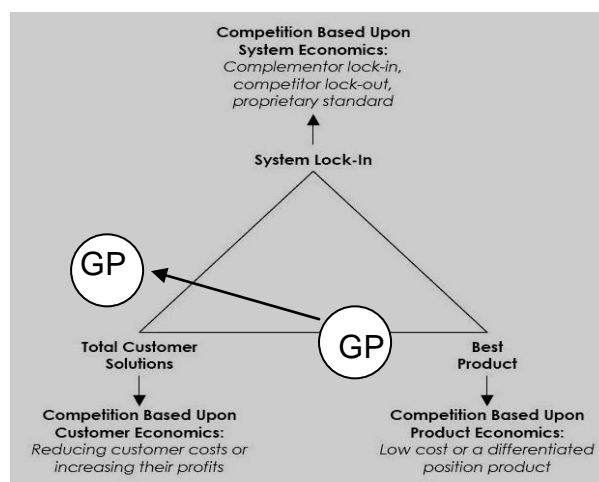 Competition Based Upon
System Economics:
Complementor lock-in,
competitor lock-out,
proprietary standard
System Lock-In
GP
GP
Total Customer
Solutions
Best
Product
Competition Based Upon
Customer Economics:
Reducing customer costs or
increasing their profits
Competition Based Upon
Product Economics:
Low cost or a differentiated
position product